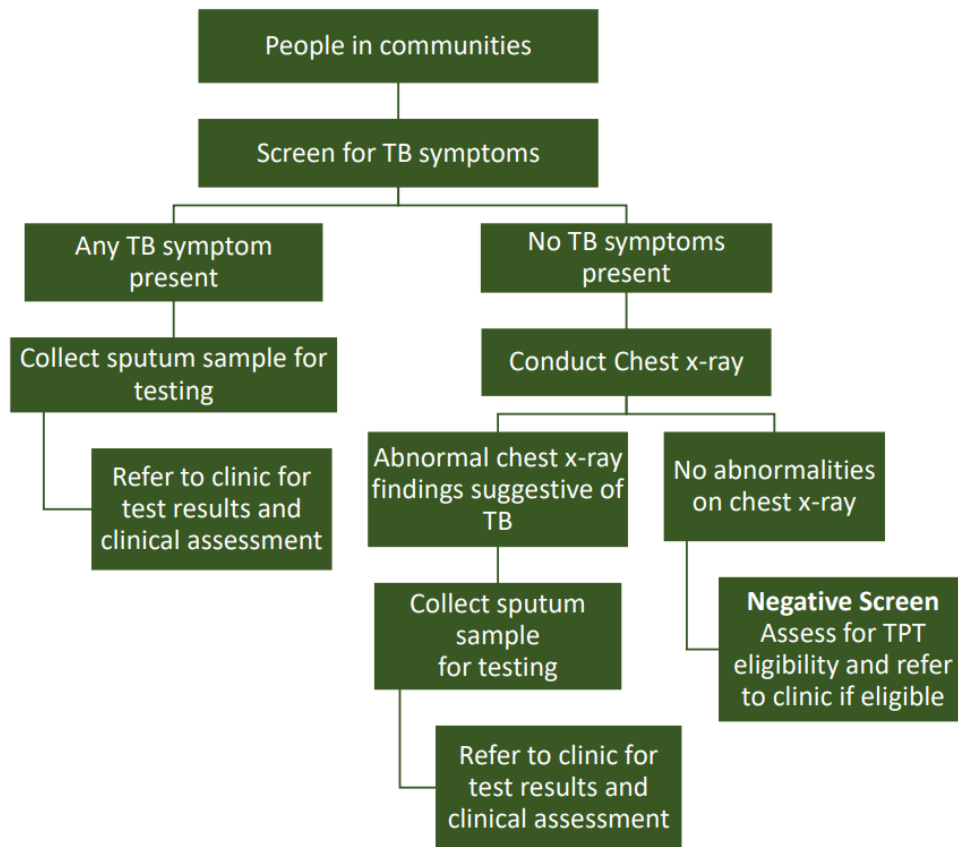 People in communities
Screen for TB symptoms
Any TB symptom
present
No TB symptoms
present
Collect sputum sample for
testing
Conduct Chest x-ray
Refer to clinic for
test results and
clinical assessment
Abnormal chest x-ray
findings suggestive of
TB
No abnormalities
on chest x-ray
Collect sputum
sample
for testing
Negative Screen
Assess for TPT
eligibility and refer
to clinic if eligible
Refer to clinic for
test results and
clinical assessment